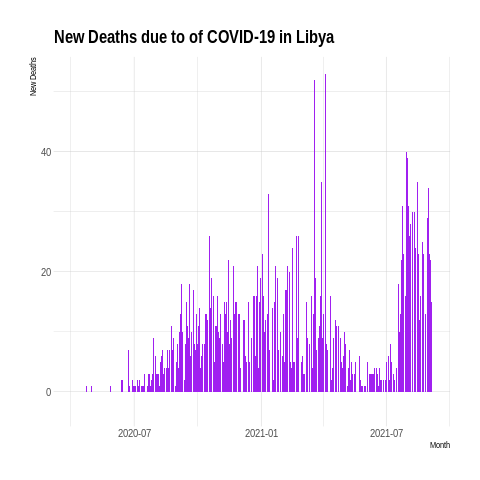 New Deaths due to of COVID-19 in Libya
New Deaths
40
20
0
2020-07
2021-01
2021-07
Month